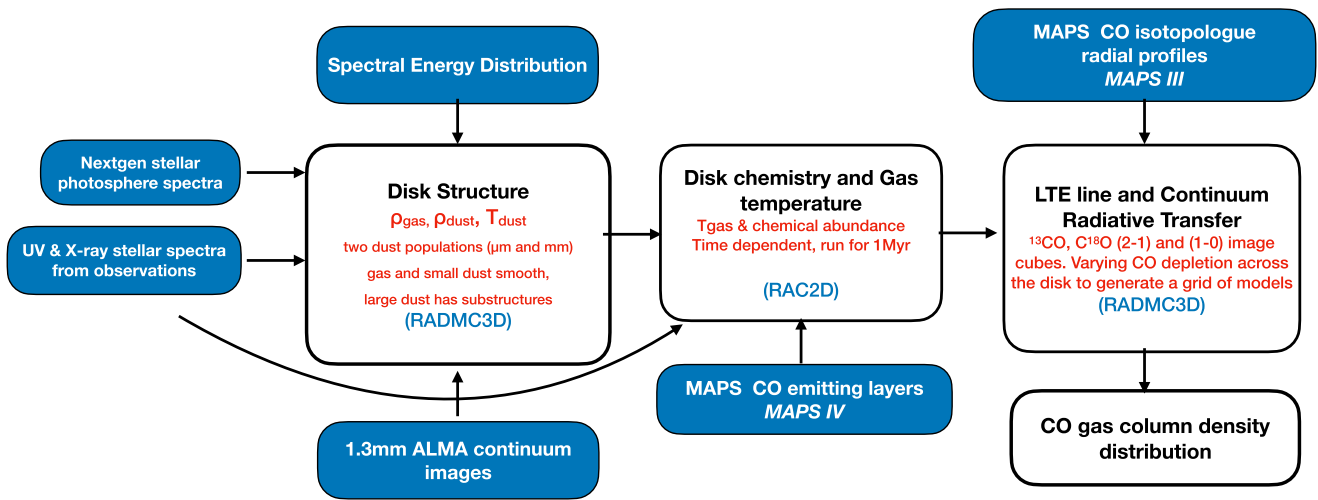 Spectral Energy Distribution
MAPS CO isotopologue
radial profiles
MAPS III
Nextgen stellar
photosphere spectra
UV & X-ray stellar spectra
from observations
Disk Structure
ρgas, ρdust, Tdust
two dust populations (μm and mm)
gas and small dust smooth,
large dust has substructures
(RADMC3D)
Disk chemistry and Gas
temperature
Tgas & chemical abundance
Time dependent, run for 1Myr
(RAC2D)
LTE line and Continuum
Radiative Transfer
¹³CO, C¹⁸O (2-1) and (1-0) image
cubes. Varying CO depletion across
the disk to generate a grid of models
(RADMC3D)
1.3mm ALMA continuum
images
MAPS CO emitting layers
MAPS IV
CO gas column density
distribution